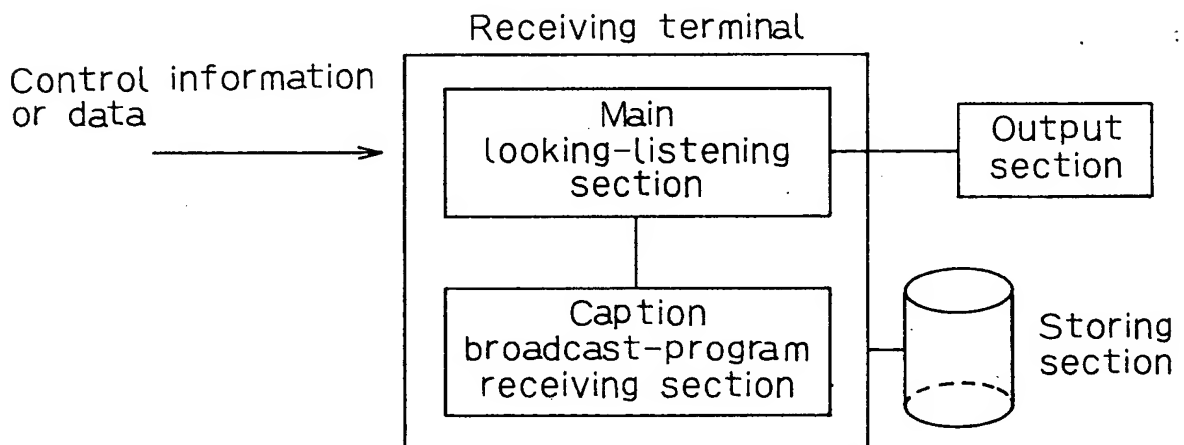 Receiving terminal
Control information
or data
Main
looking-listening
section
Output
section
Caption
broadcast-program
receiving section
Storing
section